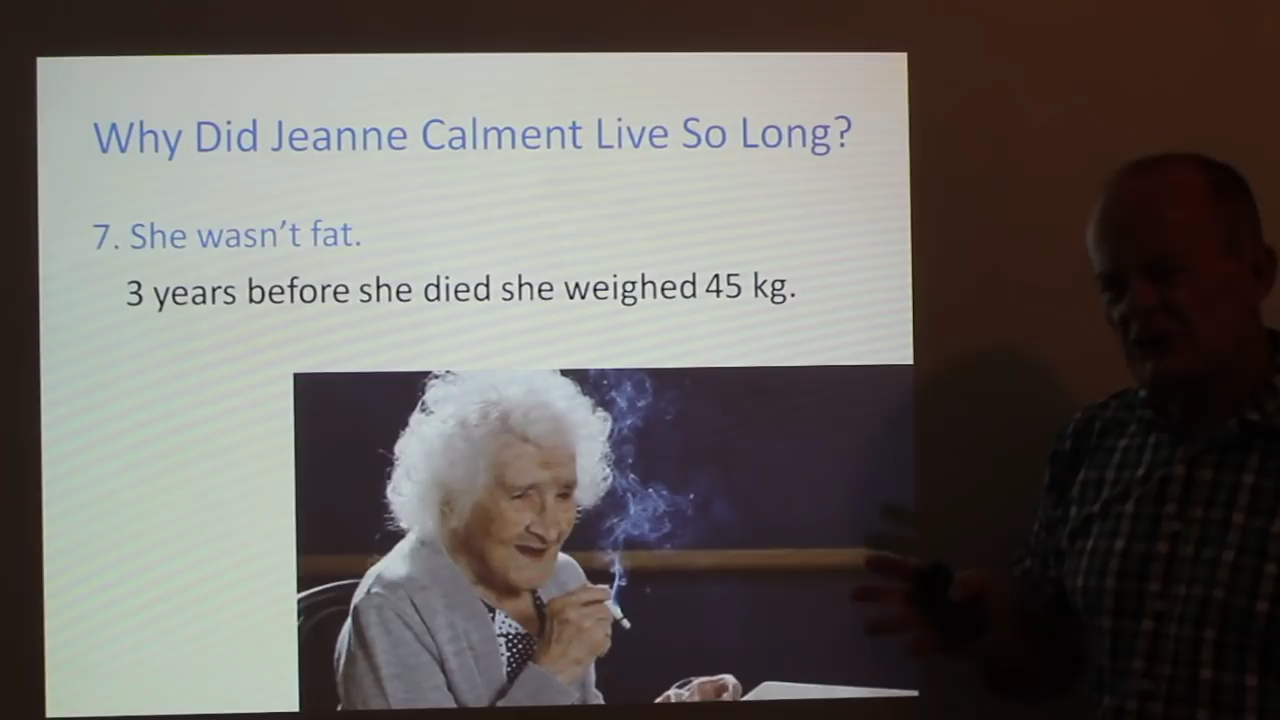 Why Did Jeanne Calment Live So Long?
7. She wasn't fat.
3 years before she died she weighed 45 kg.